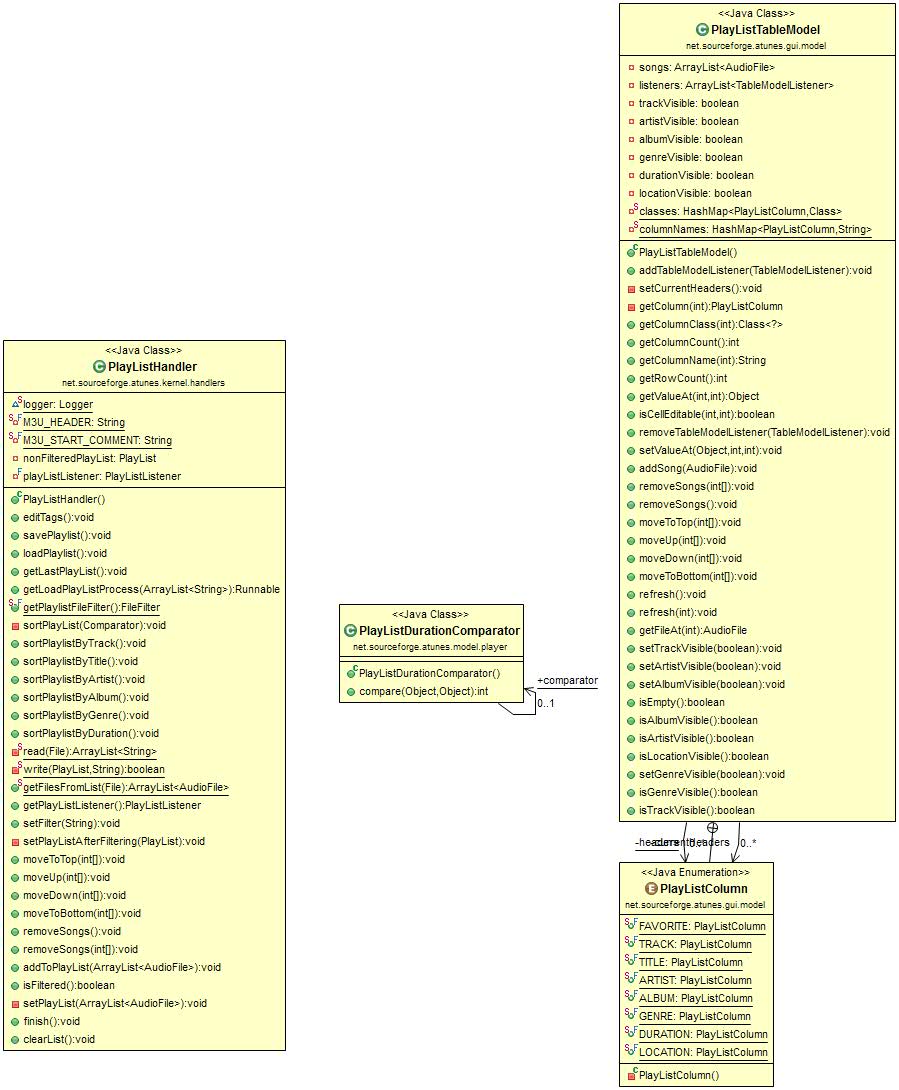 <<Java Class>>
PlayListTableModel
net.sourceforge.atunes.gui.model
songs: ArrayList<AudioFile>
listeners: ArrayList<TableModelListener>
trackVisible: boolean
artistVisible: boolean
albumVisible: boolean
genreVisible: boolean
durationVisible: boolean
locationVisible: boolean
classes: HashMap<PlayListColumn,Class>
columnNames: HashMap<PlayListColumn,String>
PlayListTableModel()
addTableModelListener(TableModelListener):void
setCurrentHeaders():void
getColumn(int):PlayListColumn
getColumnClass(int):Class<?>
getColumnCount():int
getColumnName(int):String
getRowCount():int
getValueAt(int,int):Object
isCellEditable(int,int):boolean
removeTableModelListener(TableModelListener):void
setValueAt(Object,int,int):void
addSong(AudioFile):void
removeSongs(int[]):void
removeSongs():void
moveToTop(int[]):void
moveUp(int[]):void
moveDown(int[]):void
moveToBottom(int[]):void
refresh():void
refresh(int):void
getFileAt(int):AudioFile
setTrackVisible(boolean):void
setArtistVisible(boolean):void
setAlbumVisible(boolean):void
isEmpty():boolean
isAlbumVisible():boolean
isArtistVisible():boolean
isLocationVisible():boolean
setGenreVisible(boolean):void
isGenreVisible():boolean
isTrackVisible():boolean
<<Java Class>>
PlayListHandler
net.sourceforge.atunes.kernel.handlers
logger: Logger
M3U_HEADER: String
M3U_START_COMMENT: String
nonFilteredPlayList: PlayList
playListListener: PlayListListener
PlayListHandler()
editTags():void
savePlaylist():void
loadPlaylist():void
getLastPlayList():void
getLoadPlayListProcess(ArrayList<String>):Runnable
getPlaylistFileFilter():FileFilter
sortPlayList(Comparator):void
sortPlaylistByTrack():void
sortPlaylistByTitle():void
sortPlaylistByArtist():void
sortPlaylistByAlbum():void
sortPlaylistByGenre():void
sortPlaylistByDuration():void
read(File):ArrayList<String>
write(PlayList,String):boolean
getFilesFromList(File):ArrayList<AudioFile>
getPlayListListener():PlayListListener
setFilter(String):void
setPlayListAfterFiltering(PlayList):void
moveToTop(int[]):void
moveUp(int[]):void
moveDown(int[]):void
moveToBottom(int[]):void
removeSongs():void
removeSongs(int[]):void
addToPlayList(ArrayList<AudioFile>):void
isFiltered():boolean
setPlayList(ArrayList<AudioFile>):void
finish():void
clearList():void
<<Java Class>>
PlayListDurationComparator
net.sourceforge.atunes.model.player
PlayListDurationComparator()
compare(Object,Object):int
+comparator
0..1
0..*
<<Java Enumeration>>
PlayListColumn
net.sourceforge.atunes.gui.model
FAVORITE: PlayListColumn
TRACK: PlayListColumn
TITLE: PlayListColumn
ARTIST: PlayListColumn
ALBUM: PlayListColumn
GENRE: PlayListColumn
DURATION: PlayListColumn
LOCATION: PlayListColumn
PlayListColumn()